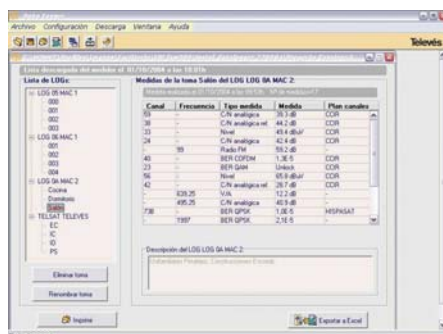 Archivo Configuración Descarga Ventana Ayuda
Televés
Lista descargada del medidor el 01/10/2004 a las 18:01h
Lista de LOGs:
Medidas de la toma Salón del LOG LOG 0A MAC 2:
LOG 05 MAC 1
000
001
002
003
LOG 06 MAC 1
001
002
003
004
LOG 0A MAC 2
Cocina
Dormitorio
Salón
TELSAT TELEVES
EC
IC
ID
PS
Canal Frecuencia Tipo medida Medida Plan canales
59 - C/N analógica 39.3 dB CCIR
38 - C/N analógica ref. 44.2 dB CCIR
33 - Nivel 49.4 dBuV CCIR
24 - C/N analógica 42.4 dB CCIR
- 99 Radio FM 59.2 dB -
40 - BER COFDM 1,3E-5 CCIR
23 - BER QAM Unlock CCIR
56 - Nivel 65.8 dBuV CCIR
42 - C/N analógica ref. 28.7 dB CCIR
- 639.25 V/A 12.2 dB -
- 495.25 C/N analógica 40.9 dB -
73B - BER QPSK 1,0E-5 HISPASAT
- 1997 BER QPSK 2,1E-5 -
Descripción del LOG LOG 0A MAC 2:
Eliminar toma
Renombrar toma
Imprimir
Exportar a Excel